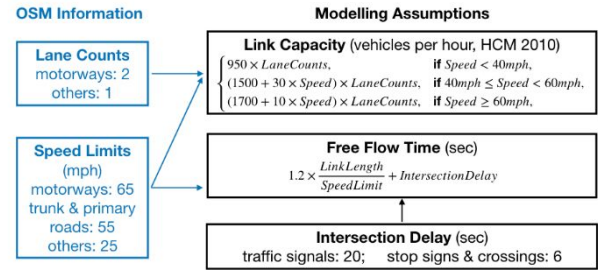 OSM Information
Modelling Assumptions
Lane Counts
motorways: 2
others: 1
Speed Limits
(mph)
motorways: 65
trunk & primary
roads: 55
others: 25
Link Capacity (vehicles per hour, HCM 2010)
950 × LaneCounts, if Speed < 40mph,
(1500 + 30 × Speed) × LaneCounts, if 40mph ≤ Speed < 60mph,
(1700 + 10 × Speed) × LaneCounts, if Speed ≥ 60mph,
Free Flow Time (sec)
1.2 × LinkLength / SpeedLimit + IntersectionDelay
Intersection Delay (sec)
traffic signals: 20; stop signs & crossings: 6